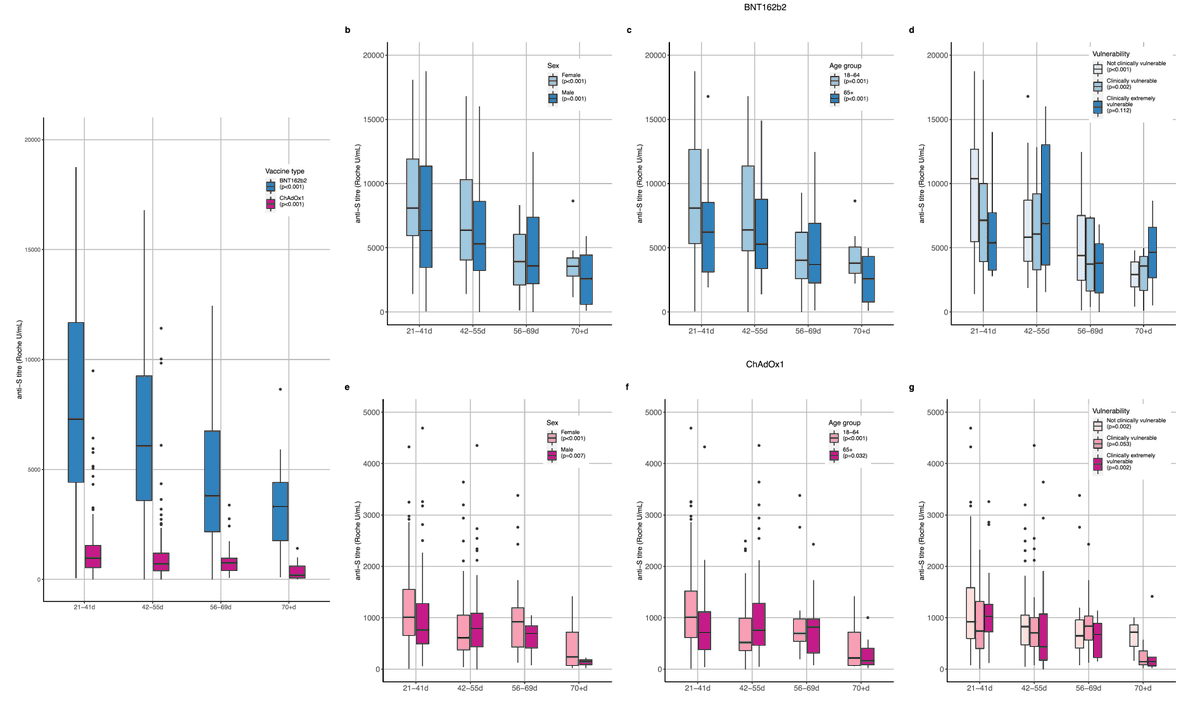 BNT162b2
anti−S titre (Roche U/mL)
20000
15000
10000
5000
0
21−41d
42−55d
56−69d
70+d
Vaccine type
BNT162b2
(p<0.001)
ChAdOx1
(p<0.001)
b
anti−S titre (Roche U/mL)
20000
15000
10000
5000
0
21−41d
42−55d
56−69d
70+d
Sex
Female
(p<0.001)
Male
(p=0.001)
c
anti−S titre (Roche U/mL)
20000
15000
10000
5000
0
21−41d
42−55d
56−69d
70+d
Age group
18−64
(p=0.001)
65+
(p<0.001)
d
anti−S titre (Roche U/mL)
20000
15000
10000
5000
0
21−41d
42−55d
56−69d
70+d
Vulnerability
Not clinically vulnerable
(p<0.001)
Clinically vulnerable
(p=0.002)
Clinically extremely
vulnerable
(p=0.112)
ChAdOx1
e
anti−S titre (Roche U/mL)
5000
4000
3000
2000
1000
0
21−41d
42−55d
56−69d
70+d
Sex
Female
(p<0.001)
Male
(p=0.007)
f
anti−S titre (Roche U/mL)
5000
4000
3000
2000
1000
0
21−41d
42−55d
56−69d
70+d
Age group
18−64
(p<0.001)
65+
(p=0.032)
g
anti−S titre (Roche U/mL)
5000
4000
3000
2000
1000
0
21−41d
42−55d
56−69d
70+d
Vulnerability
Not clinically vulnerable
(p=0.002)
Clinically vulnerable
(p=0.053)
Clinically extremely
vulnerable
(p=0.002)